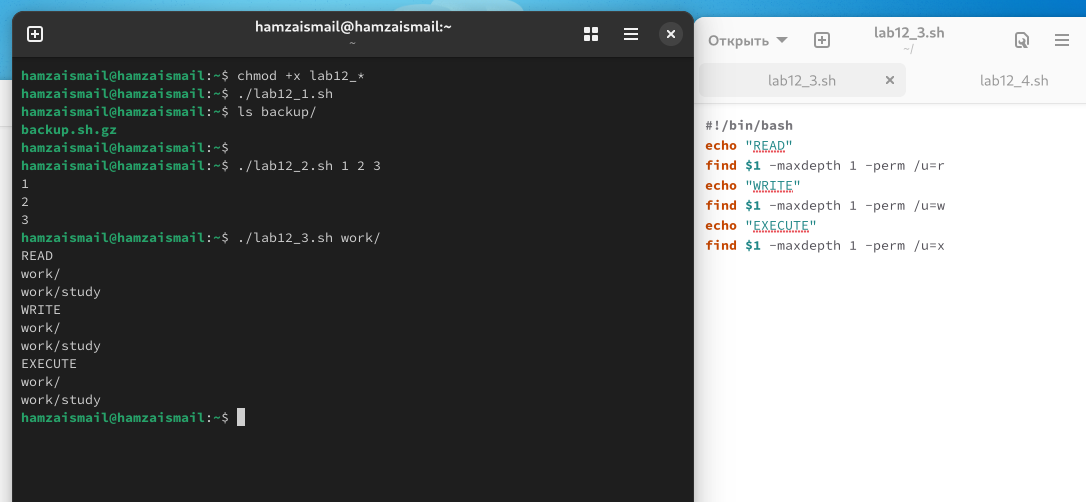 hamzaismail@hamzaismail:~
~
hamzaismail@hamzaismail:~$ chmod +x lab12_*
hamzaismail@hamzaismail:~$ ./lab12_1.sh
hamzaismail@hamzaismail:~$ ls backup/
backup.sh.gz
hamzaismail@hamzaismail:~$
hamzaismail@hamzaismail:~$ ./lab12_2.sh 1 2 3
1
2
3
hamzaismail@hamzaismail:~$ ./lab12_3.sh work/
READ
work/
work/study
WRITE
work/
work/study
EXECUTE
work/
work/study
hamzaismail@hamzaismail:~$
Открыть
lab12_3.sh
~/
lab12_3.sh
lab12_4.sh
#!/bin/bash
echo "READ"
find $1 -maxdepth 1 -perm /u=r
echo "WRITE"
find $1 -maxdepth 1 -perm /u=w
echo "EXECUTE"
find $1 -maxdepth 1 -perm /u=x